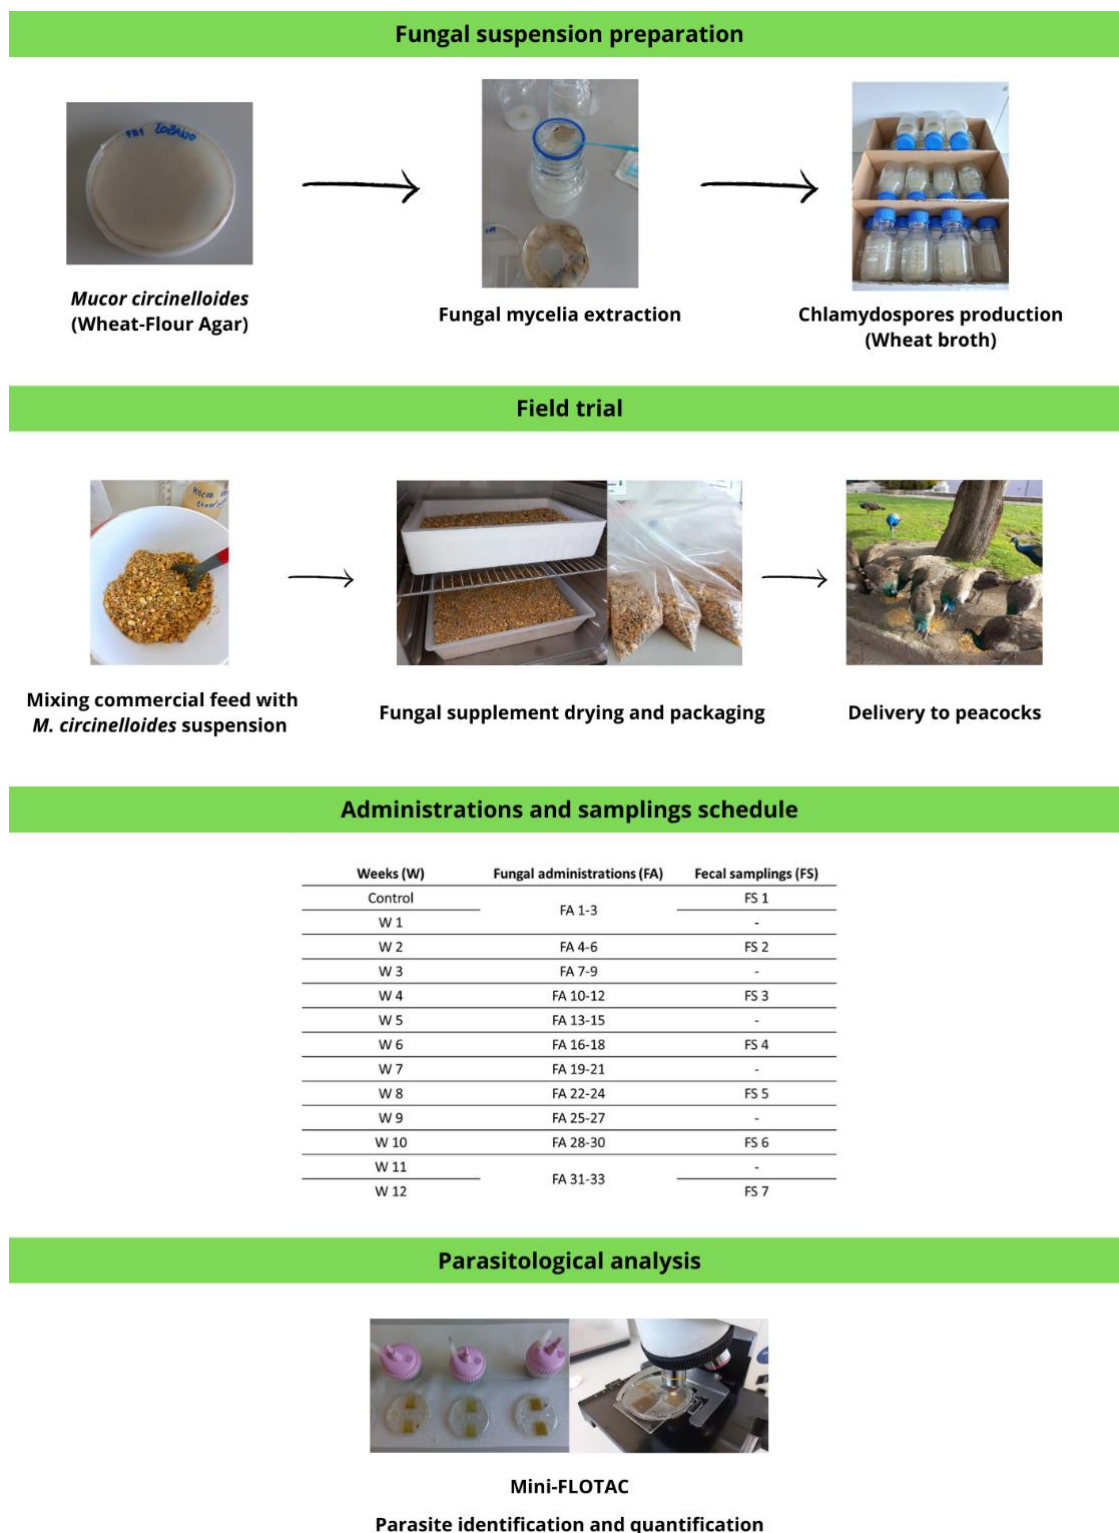 Fungal suspension preparation
FB1 LOZANO
Mucor circinelloides
(Wheat-Flour Agar)
Fungal mycelia extraction
Chlamydospores production
(Wheat broth)
Field trial
Mixing commercial feed with
M. circinelloides suspension
Fungal supplement drying and packaging
Delivery to peacocks
Administrations and samplings schedule
Weeks (W) Fungal administrations (FA) Fecal samplings (FS)
Control FA 1-3 FS 1
W 1 -
W 2 FA 4-6 FS 2
W 3 FA 7-9 -
W 4 FA 10-12 FS 3
W 5 FA 13-15 -
W 6 FA 16-18 FS 4
W 7 FA 19-21 -
W 8 FA 22-24 FS 5
W 9 FA 25-27 -
W 10 FA 28-30 FS 6
W 11 FA 31-33 -
W 12 FS 7
Parasitological analysis
Mini-FLOTAC
Parasite identification and quantification